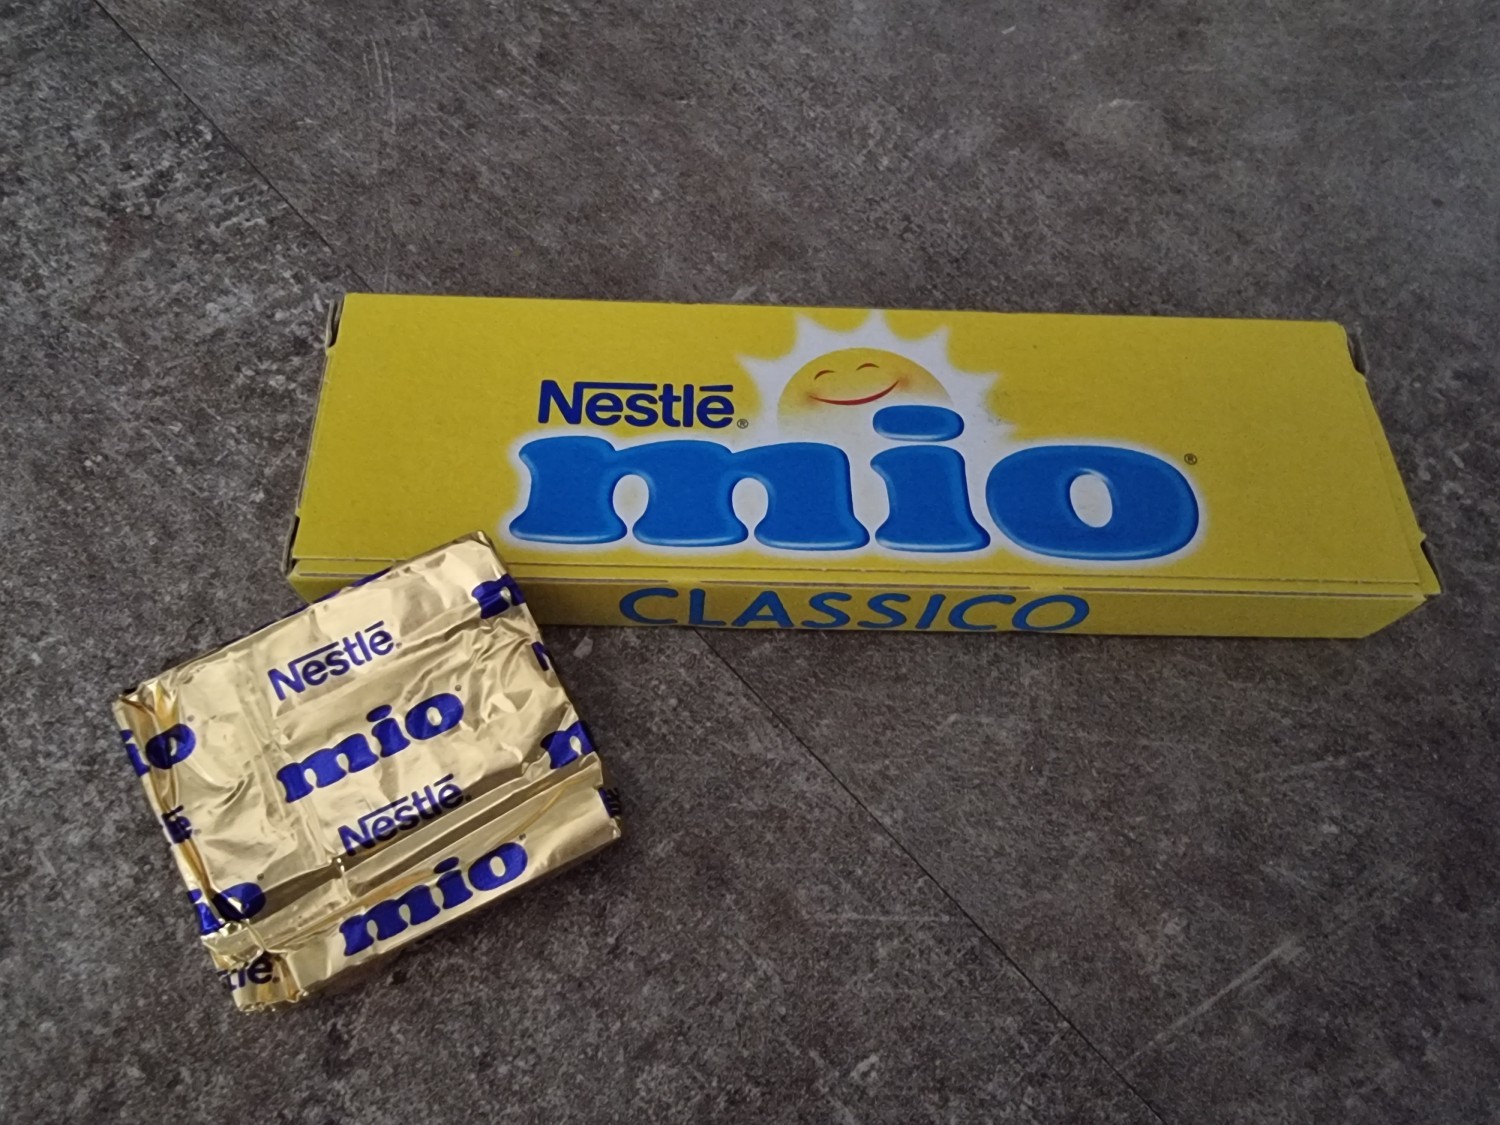 Nestlé®
mio®
CLASSICO
Nestlé
mio
Nestlé
mio